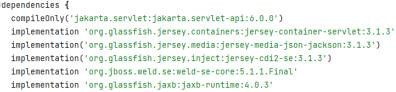 dependencies {
compileOnly('jakarta.servlet:jakarta.servlet-api:6.0.0')
implementation 'org.glassfish.jersey.containers:jersey-container-servlet:3.1.3'
implementation('org.glassfish.jersey.media:jersey-media-json-jackson:3.1.3')
implementation('org.glassfish.jersey.inject:jersey-cdi2-se:3.1.3')
implementation 'org.jboss.weld.se:weld-se-core:5.1.1.Final'
implementation 'org.glassfish.jaxb:jaxb-runtime:4.0.3'